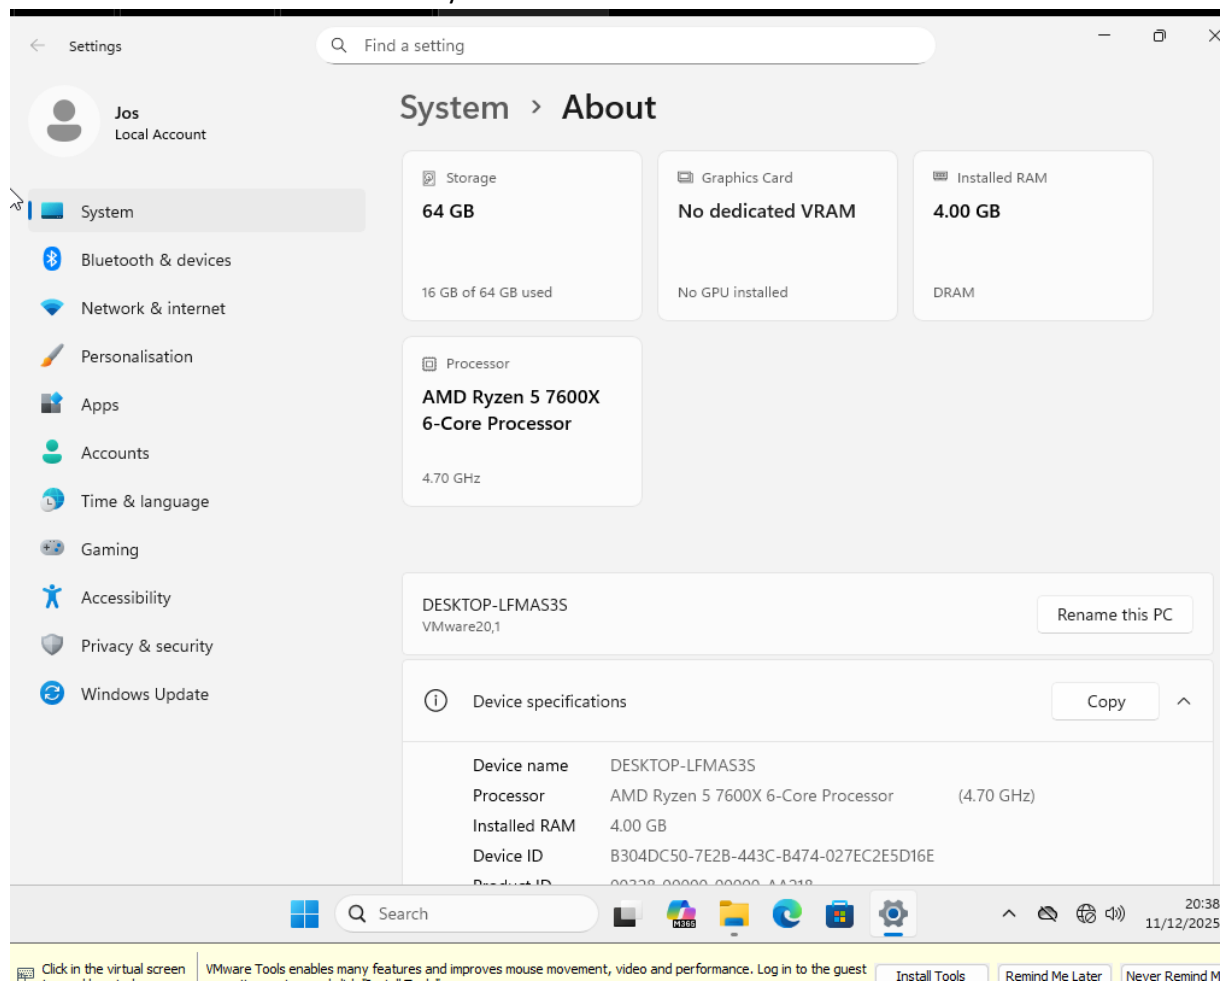 Settings
Find a setting
Jos
Local Account
System
Bluetooth & devices
Network & internet
Personalisation
Apps
Accounts
Time & language
Gaming
Accessibility
Privacy & security
Windows Update
System > About
Storage
64 GB
16 GB of 64 GB used
Graphics Card
No dedicated VRAM
No GPU installed
Installed RAM
4.00 GB
DRAM
Processor
AMD Ryzen 5 7600X
6-Core Processor
4.70 GHz
DESKTOP-LFMAS3S
VMware20,1
Rename this PC
Device specifications
Copy
Device name DESKTOP-LFMAS3S
Processor AMD Ryzen 5 7600X 6-Core Processor (4.70 GHz)
Installed RAM 4.00 GB
Device ID B304DC50-7E2B-443C-B474-027EC2E5D16E
Product ID
Search
M365
20:38
11/12/2025
Click in the virtual screen
VMware Tools enables many features and improves mouse movement, video and performance. Log in to the guest
Install Tools
Remind Me Later
Never Remind M